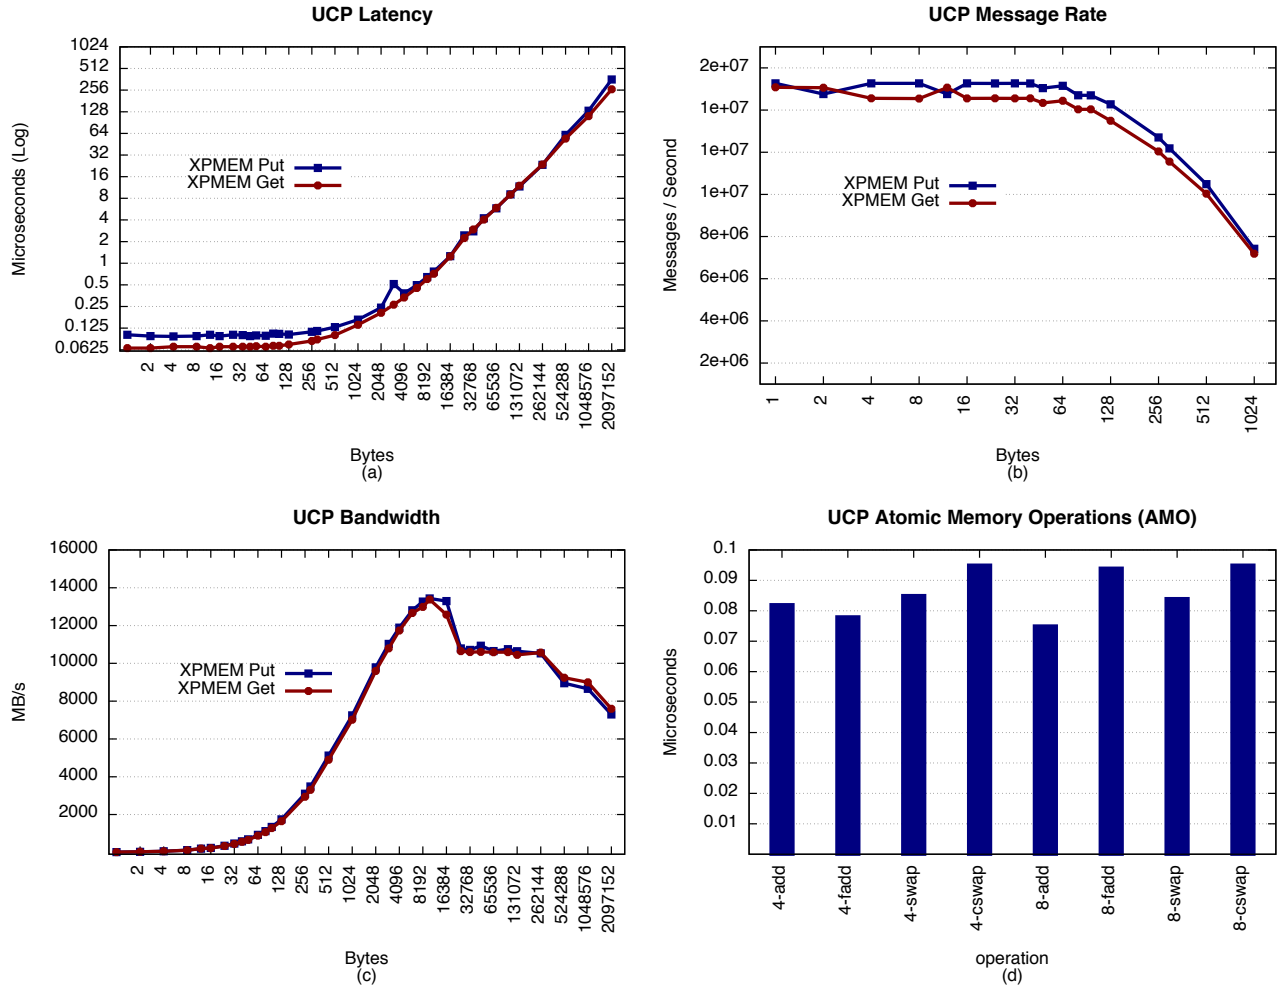 UCP Latency
1024
512
256
128
64
32
16
8
4
2
1
0.5
0.25
0.125
0.0625
Microseconds (Log)
XPMEM Put
XPMEM Get
2
4
8
16
32
64
128
256
512
1024
2048
4096
8192
16384
32768
65536
131072
262144
524288
1048576
2097152
Bytes
(a)
UCP Message Rate
2e+07
1e+07
1e+07
1e+07
8e+06
6e+06
4e+06
2e+06
Messages / Second
XPMEM Put
XPMEM Get
1
2
4
8
16
32
64
128
256
512
1024
Bytes
(b)
UCP Bandwidth
16000
14000
12000
10000
8000
6000
4000
2000
MB/s
XPMEM Put
XPMEM Get
2
4
8
16
32
64
128
256
512
1024
2048
4096
8192
16384
32768
65536
131072
262144
524288
1048576
2097152
Bytes
(c)
UCP Atomic Memory Operations (AMO)
0.1
0.09
0.08
0.07
0.06
0.05
0.04
0.03
0.02
0.01
Microseconds
4-add
4-fadd
4-swap
4-cswap
8-add
8-fadd
8-swap
8-cswap
operation
(d)